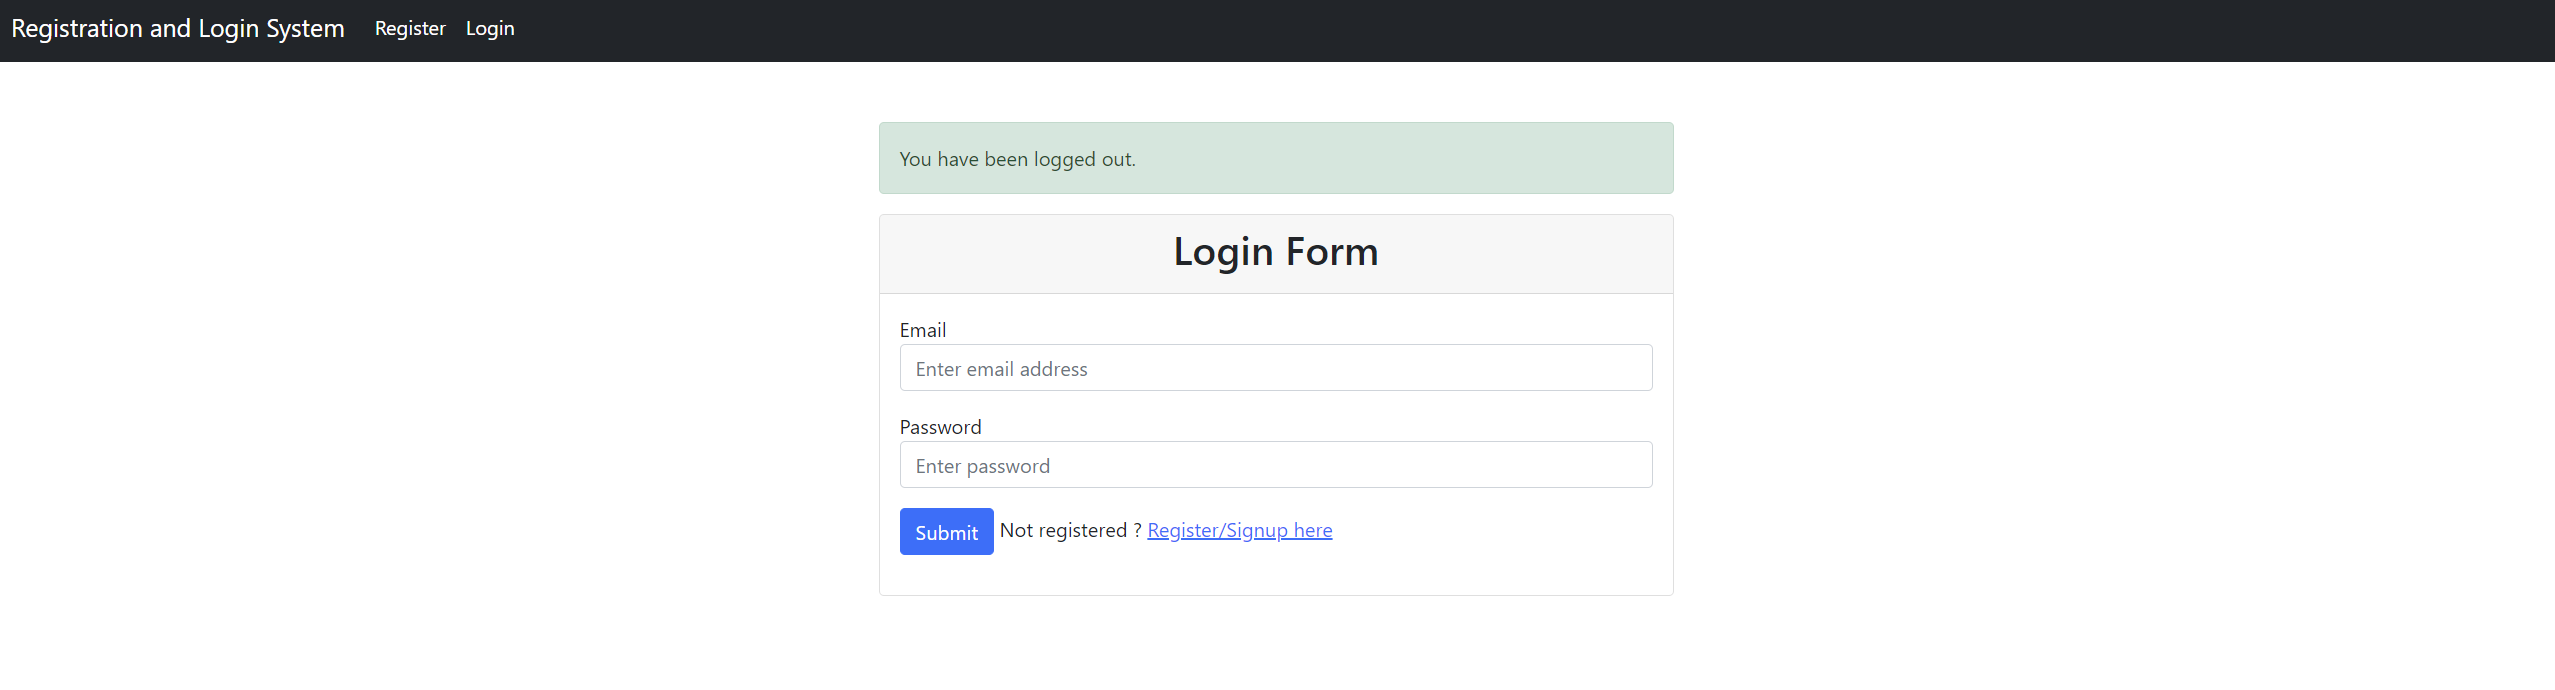 Registration and Login System Register Login
You have been logged out.
Login Form
Email
Enter email address
Password
Enter password
Submit Not registered ? Register/Signup here